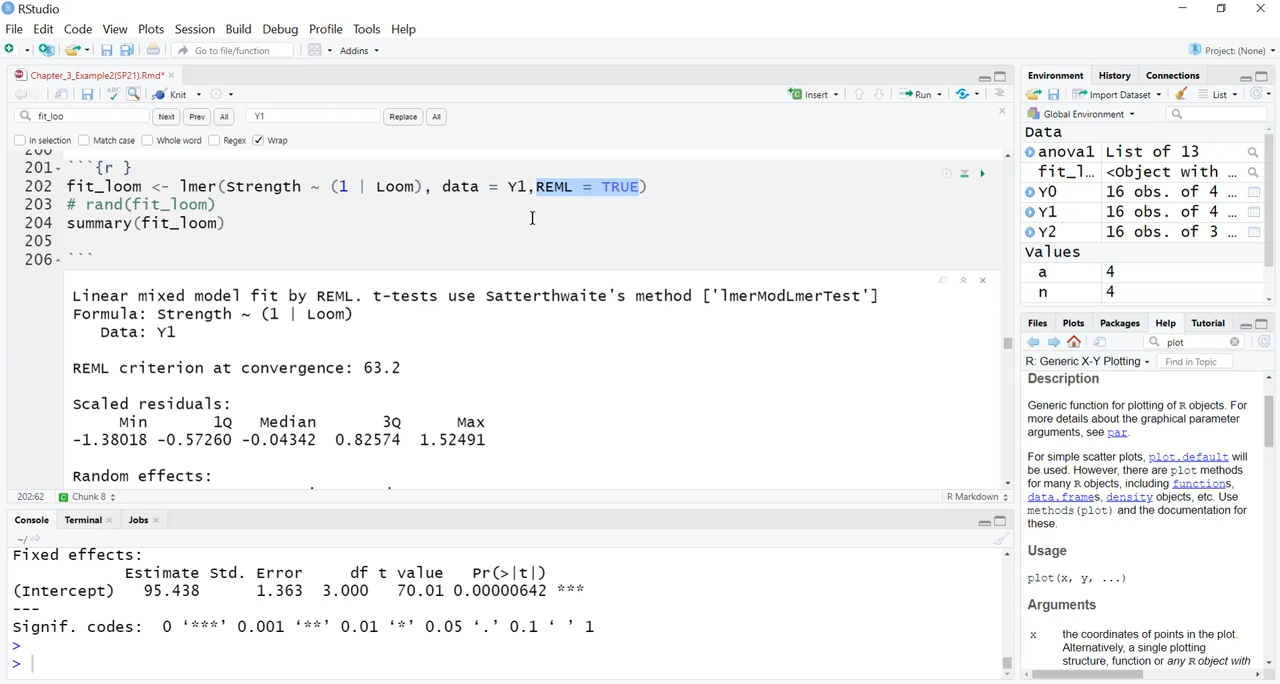 RStudio
File Edit Code View Plots Session Build Debug Profile Tools Help
Go to file/function Addins Project: (None)
Chapter_3_Example2(SP21).Rmd*
ABC Knit Insert Run
fit_loo Next Prev All Y1 Replace All
In selection Match case Whole word Regex Wrap
200
201 ```{r }
202 fit_loom <- lmer(Strength ~ (1 | Loom), data = Y1,REML = TRUE)
203 # rand(fit_loom)
204 summary(fit_loom)
205
206 ```
Linear mixed model fit by REML. t-tests use Satterthwaite's method ['lmerModLmerTest']
Formula: Strength ~ (1 | Loom)
Data: Y1
REML criterion at convergence: 63.2
Scaled residuals:
Min 1Q Median 3Q Max
-1.38018 -0.57260 -0.04342 0.82574 1.52491
Random effects:
202:62 Chunk 8 R Markdown
Console Terminal Jobs
~/
Fixed effects:
Estimate Std. Error df t value Pr(>|t|)
(Intercept) 95.438 1.363 3.000 70.01 0.00000642 ***
---
Signif. codes: 0 ‘***’ 0.001 ‘**’ 0.01 ‘*’ 0.05 ‘.’ 0.1 ‘ ’ 1
>
>
Environment History Connections
Import Dataset List
Global Environment
Data
anova1 List of 13
fit_l… <Object with …
Y0 16 obs. of 4 …
Y1 16 obs. of 4 …
Y2 16 obs. of 3 …
Values
a 4
n 4
Files Plots Packages Help Tutorial
plot
R: Generic X-Y Plotting Find in Topic
Description
Generic function for plotting of R objects. For
more details about the graphical parameter
arguments, see par.
For simple scatter plots, plot.default will
be used. However, there are plot methods
for many R objects, including functions,
data.frames, density objects, etc. Use
methods(plot) and the documentation for
these.
Usage
plot(x, y, ...)
Arguments
x the coordinates of points in the plot.
Alternatively, a single plotting
structure, function or any R object with